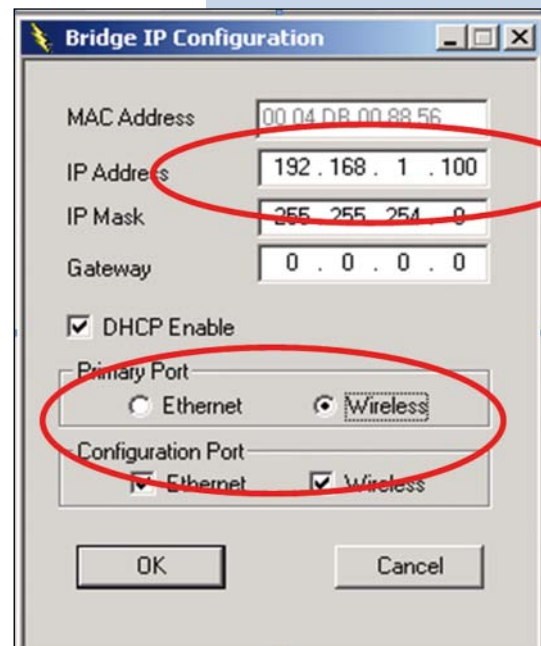 Bridge IP Configuration
MAC Address 00 04 DB 00 88 56
IP Address 192 . 168 . 1 . 100
IP Mask 255 . 255 . 254 . 0
Gateway 0 . 0 . 0 . 0
DHCP Enable
Primary Port
Ethernet Wireless
Configuration Port
Ethernet Wireless
OK Cancel